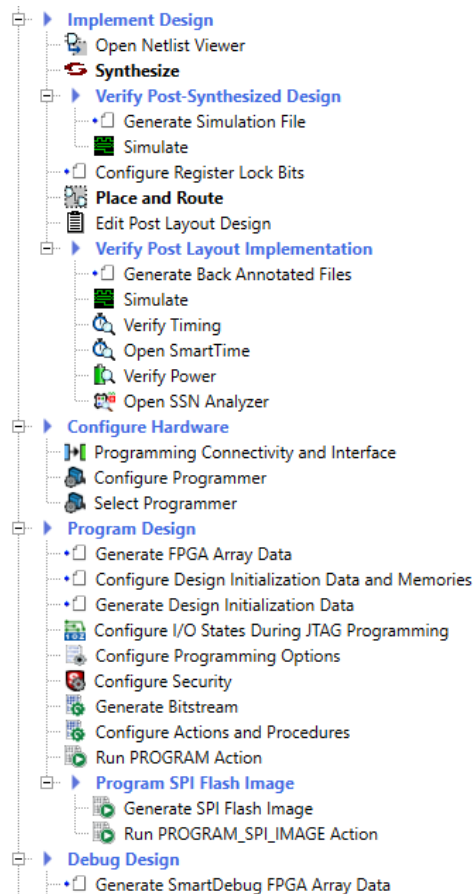 Implement Design
Open Netlist Viewer
Synthesize
Verify Post-Synthesized Design
Generate Simulation File
Simulate
Configure Register Lock Bits
Place and Route
Edit Post Layout Design
Verify Post Layout Implementation
Generate Back Annotated Files
Simulate
Verify Timing
Open SmartTime
Verify Power
Open SSN Analyzer
Configure Hardware
Programming Connectivity and Interface
Configure Programmer
Select Programmer
Program Design
Generate FPGA Array Data
Configure Design Initialization Data and Memories
Generate Design Initialization Data
Configure I/O States During JTAG Programming
Configure Programming Options
Configure Security
Generate Bitstream
Configure Actions and Procedures
Run PROGRAM Action
Program SPI Flash Image
Generate SPI Flash Image
Run PROGRAM_SPI_IMAGE Action
Debug Design
Generate SmartDebug FPGA Array Data